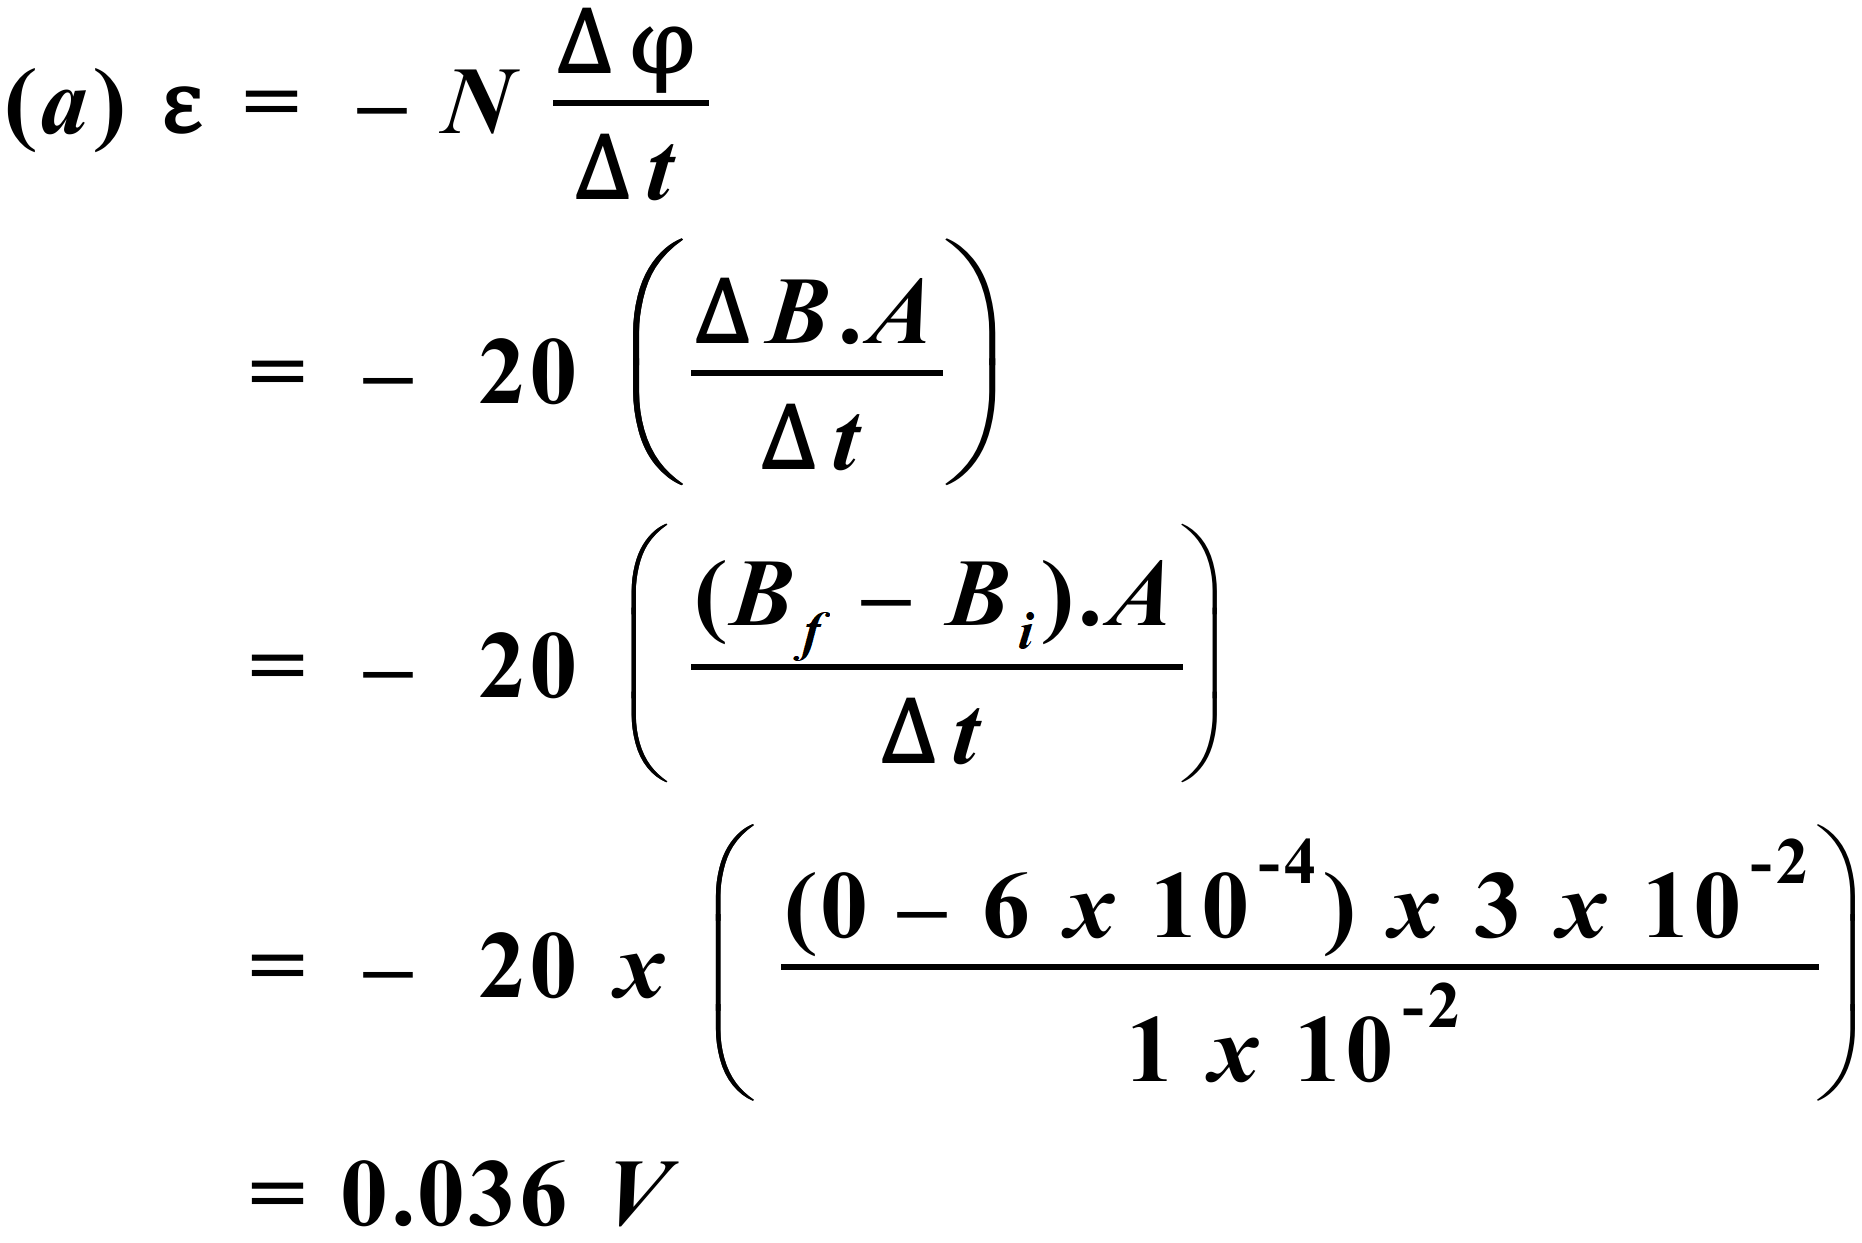 (a) ε = – N Δφ / Δt
= – 20 (ΔB.A / Δt)
= – 20 ((B_f – B_i).A / Δt)
= – 20 x ((0 – 6 x 10^-4) x 3 x 10^-2 / 1 x 10^-2)
= 0.036 V